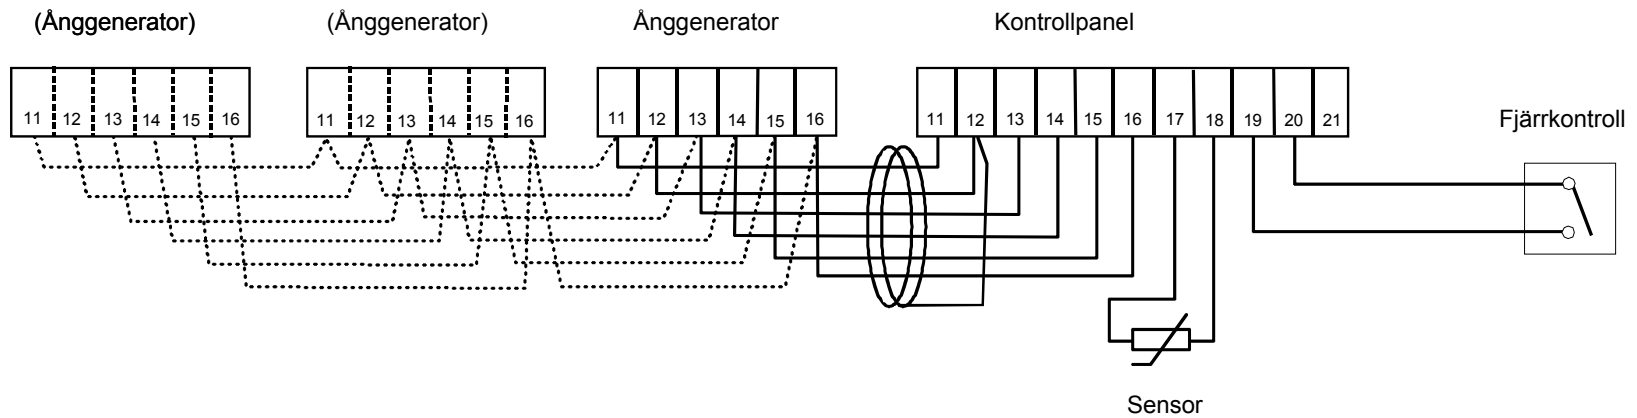 (Ånggenerator) (Ånggenerator) Ånggenerator Kontrollpanel
11 12 13 14 15 16 11 12 13 14 15 16 11 12 13 14 15 16 11 12 13 14 15 16 17 18 19 20 21
Fjärrkontroll
Sensor